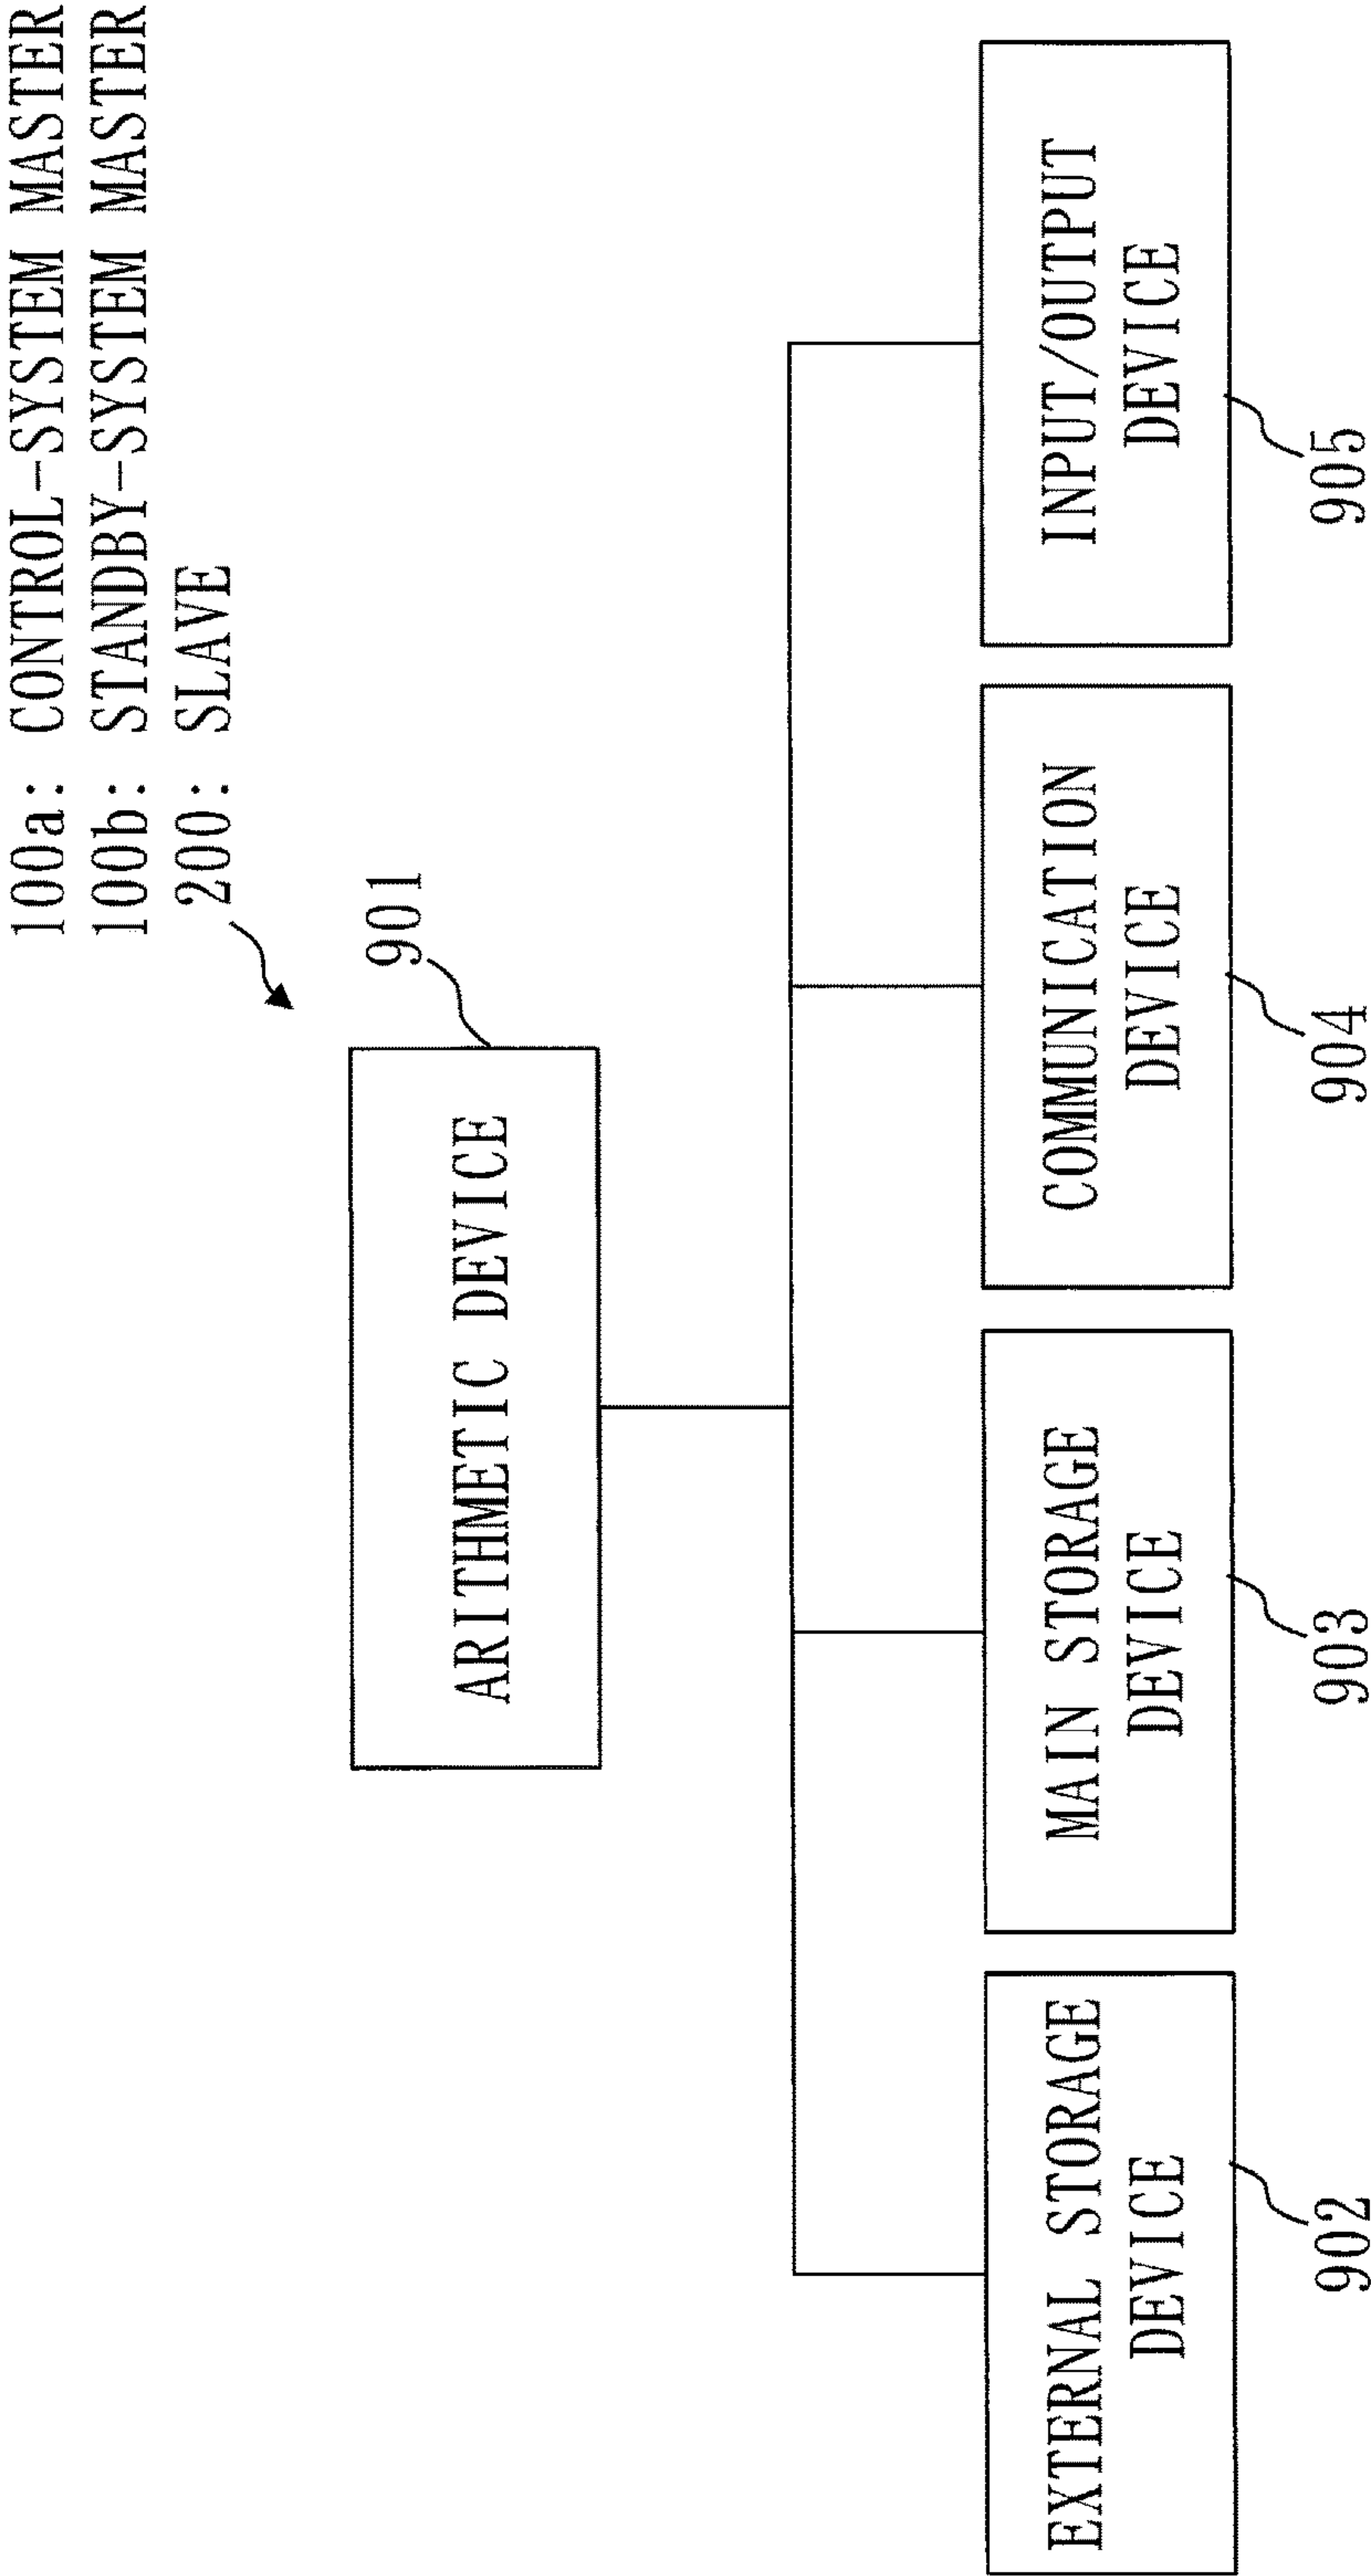 100a: CONTROL-SYSTEM MASTER
100b: STANDBY-SYSTEM MASTER
200: SLAVE
901
ARITHMETIC DEVICE
EXTERNAL STORAGE
DEVICE
902
MAIN STORAGE
DEVICE
903
COMMUNICATION
DEVICE
904
INPUT/OUTPUT
DEVICE
905